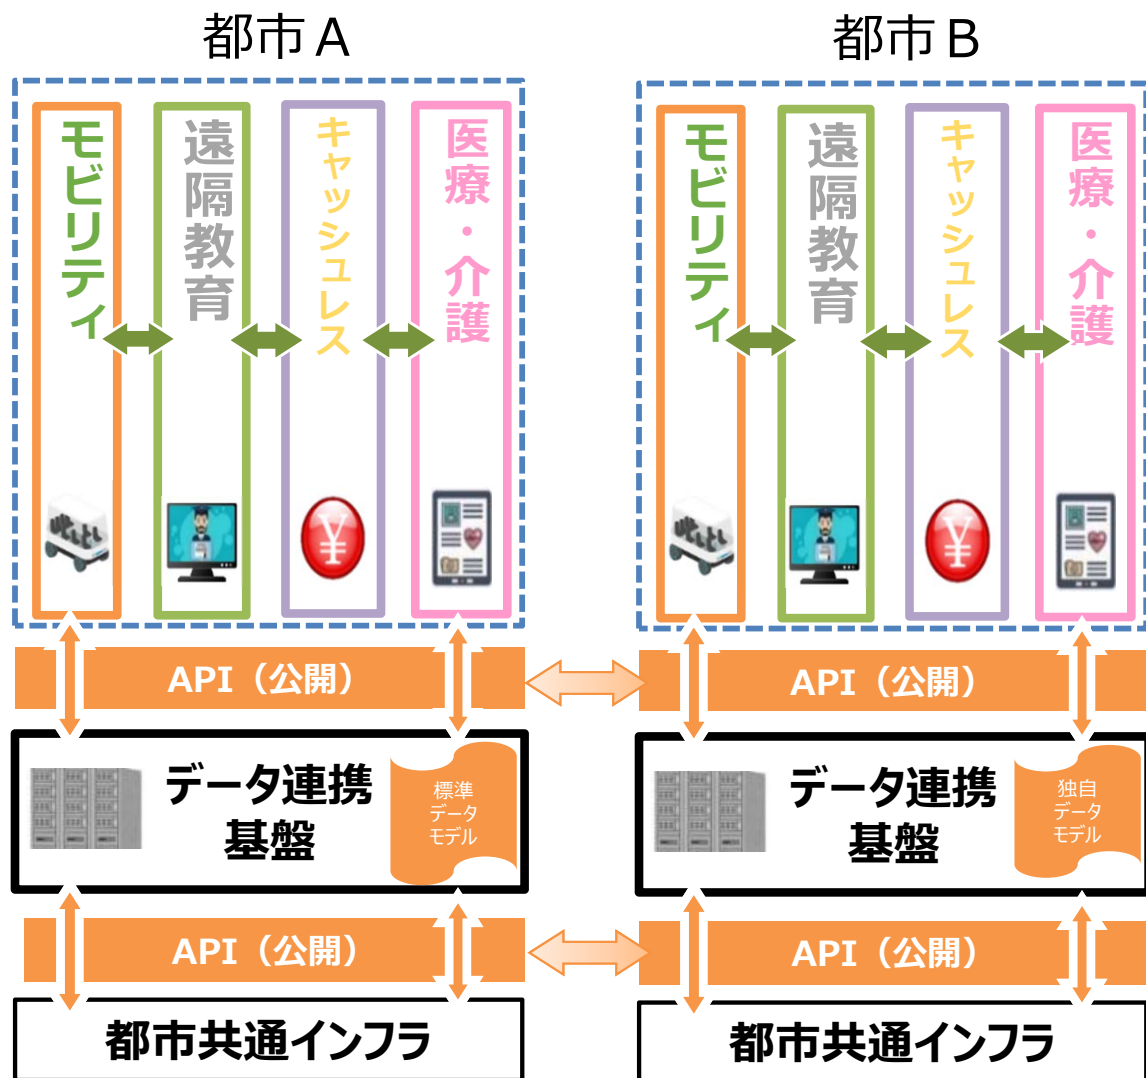 都市A
モビリティ
遠隔教育
キャッシュレス
医療・介護
¥
API（公開）
データ連携
基盤
標準
データ
モデル
API（公開）
都市共通インフラ
都市B
モビリティ
遠隔教育
キャッシュレス
医療・介護
¥
API（公開）
データ連携
基盤
独自
データ
モデル
API（公開）
都市共通インフラ